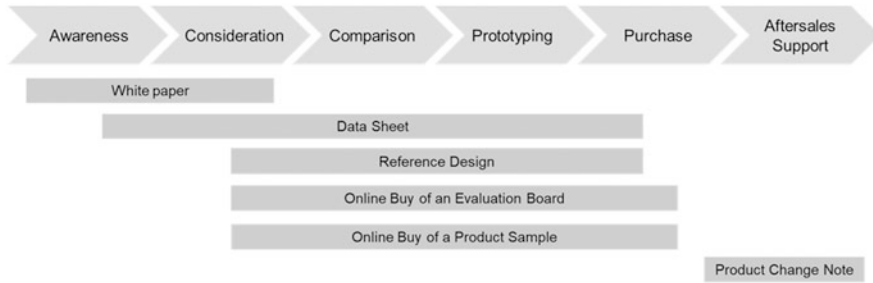 Awareness
Consideration
Comparison
Prototyping
Purchase
Aftersales
Support
White paper
Data Sheet
Reference Design
Online Buy of an Evaluation Board
Online Buy of a Product Sample
Product Change Note